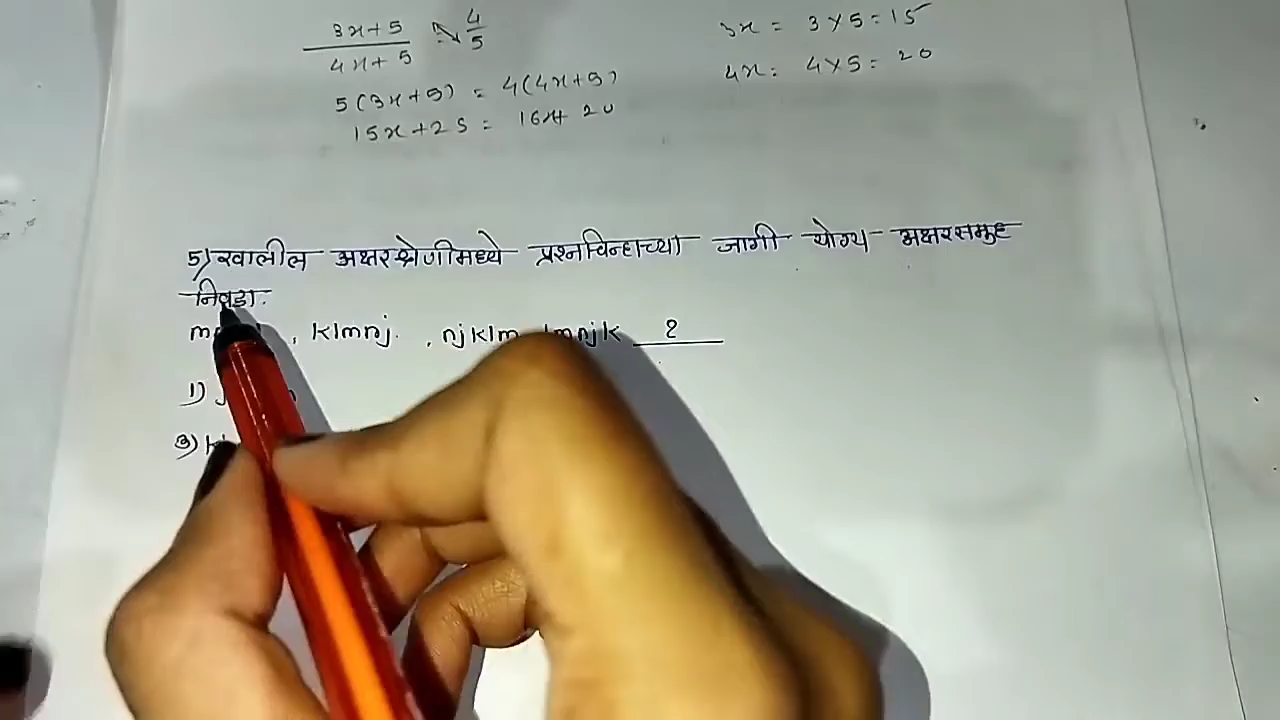 3x+5 4
4x+5 5
3x = 3×5=15
4x= 4×5= 20
5(3x+5) = 4(4x+5)
15x+25 = 16x+ 20
5) खालील अक्षरश्रेणीमध्ये प्रश्नचिन्हाच्या जागी योग्य अक्षरसमुह
निवडा.
, klmnj. , njklm, lmnjk ?
1)
3)